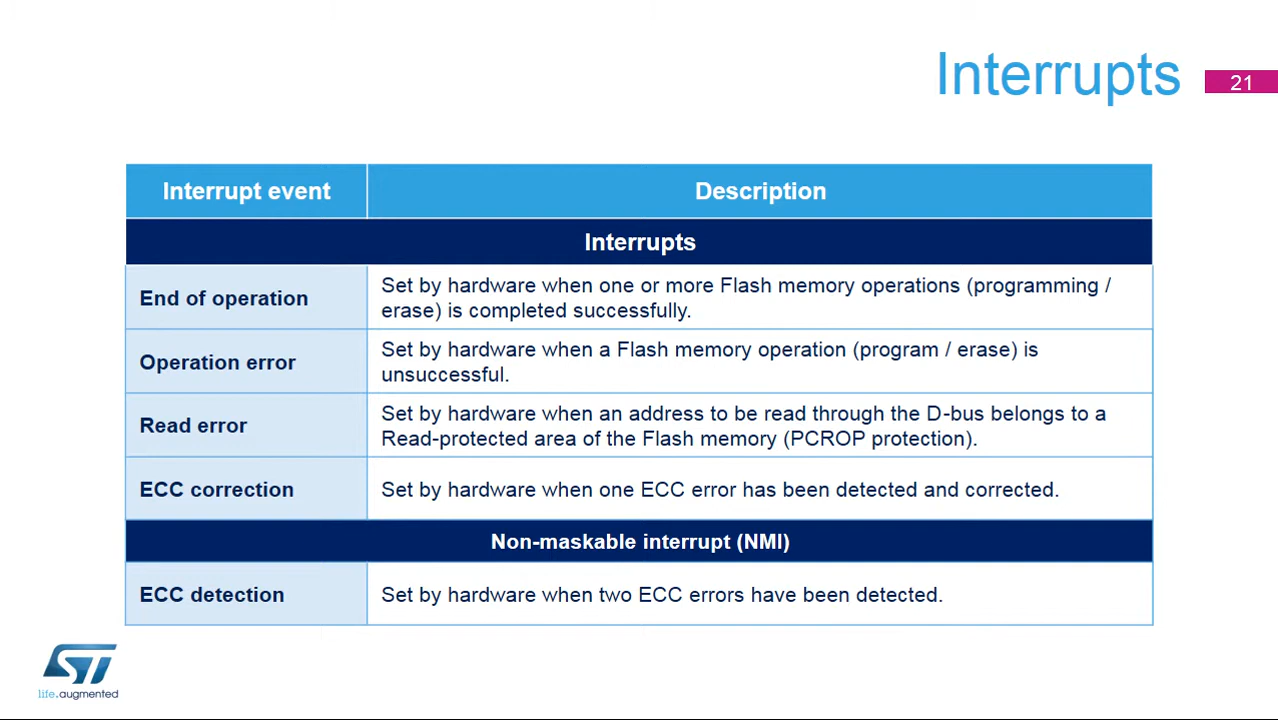 Interrupts
21
Interrupt event
Description
Interrupts
End of operation
Set by hardware when one or more Flash memory operations (programming /
erase) is completed successfully.
Operation error
Set by hardware when a Flash memory operation (program / erase) is
unsuccessful.
Read error
Set by hardware when an address to be read through the D-bus belongs to a
Read-protected area of the Flash memory (PCROP protection).
ECC correction
Set by hardware when one ECC error has been detected and corrected.
Non-maskable interrupt (NMI)
ECC detection
Set by hardware when two ECC errors have been detected.
ST
life.augmented